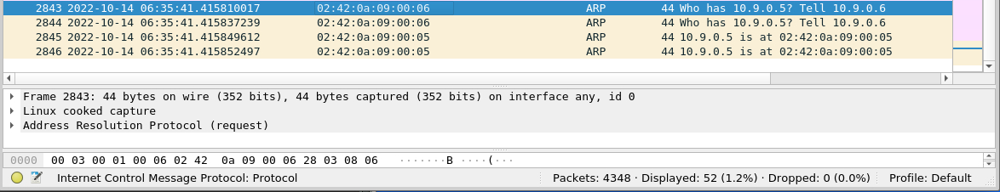 2843 2022-10-14 06:35:41.415810017 02:42:0a:09:00:06 ARP 44 Who has 10.9.0.5? Tell 10.9.0.6
2844 2022-10-14 06:35:41.415837239 02:42:0a:09:00:06 ARP 44 Who has 10.9.0.5? Tell 10.9.0.6
2845 2022-10-14 06:35:41.415849612 02:42:0a:09:00:05 ARP 44 10.9.0.5 is at 02:42:0a:09:00:05
2846 2022-10-14 06:35:41.415852497 02:42:0a:09:00:05 ARP 44 10.9.0.5 is at 02:42:0a:09:00:05
Frame 2843: 44 bytes on wire (352 bits), 44 bytes captured (352 bits) on interface any, id 0
Linux cooked capture
Address Resolution Protocol (request)
0000 00 03 00 01 00 06 02 42 0a 09 00 06 28 03 08 06 ·······B ····(···
Internet Control Message Protocol: Protocol Packets: 4348 · Displayed: 52 (1.2%) · Dropped: 0 (0.0%) Profile: Default